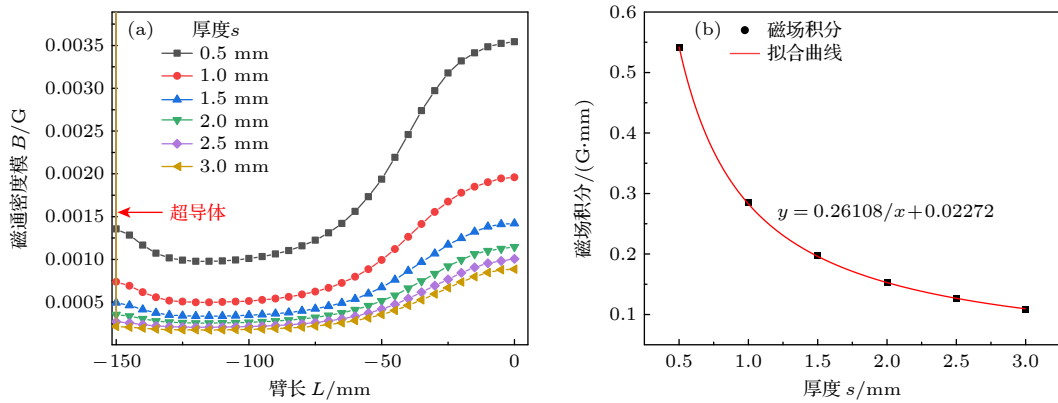 (a)
厚度s
0.5 mm
1.0 mm
1.5 mm
2.0 mm
2.5 mm
3.0 mm
超导体
磁通密度模 B/G
0.0035
0.0030
0.0025
0.0020
0.0015
0.0010
0.0005
−150
−100
−50
0
臂长 L/mm
(b)
磁场积分
拟合曲线
y = 0.26108/x+0.02272
磁场积分/(G·mm)
0.6
0.5
0.4
0.3
0.2
0.1
0.5
1.0
1.5
2.0
2.5
3.0
厚度 s/mm